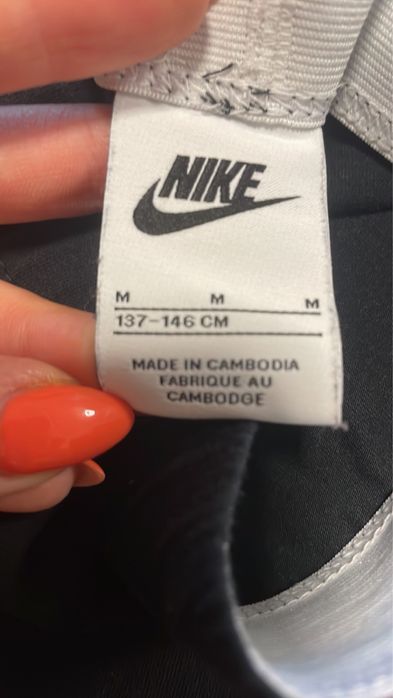 NIKE
M M M
137-146 CM
MADE IN CAMBODIA
FABRIQUE AU
CAMBODGE